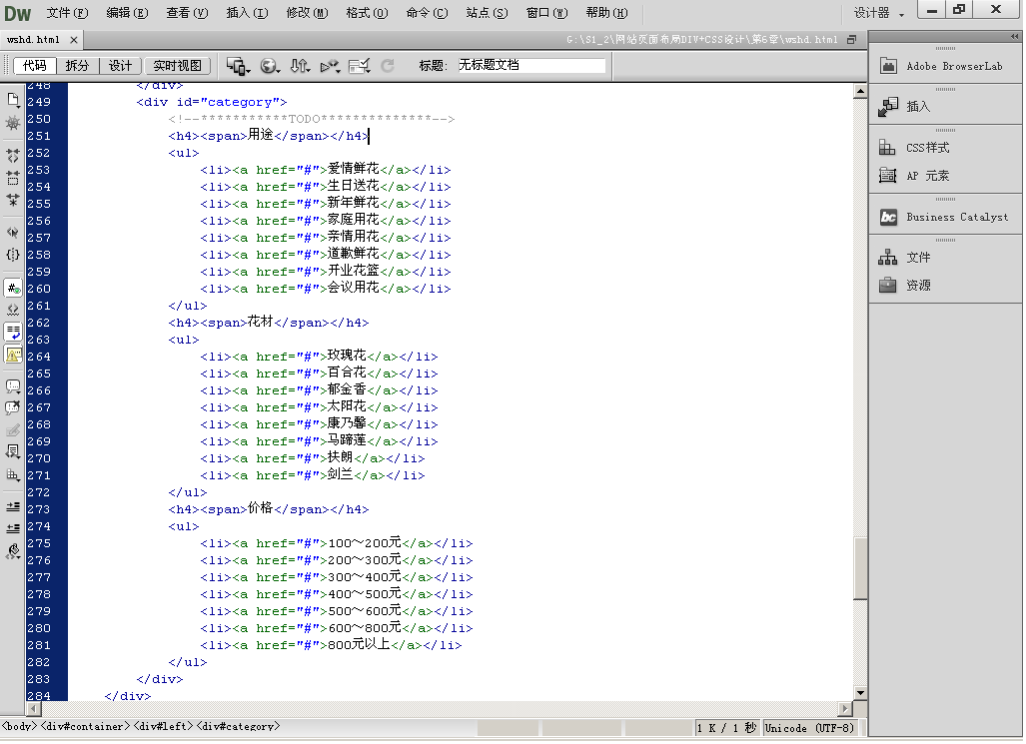 Dw 文件(F) 编辑(E) 查看(V) 插入(I) 修改(M) 格式(O) 命令(C) 站点(S) 窗口(W) 帮助(H) 设计器
wshd.html × G:\S1_2\网站页面布局DIV+CSS设计\第6章\wshd.html
代码 拆分 设计 实时视图 标题: 无标题文档
248 </div>
249 <div id="category">
250 <!--***********TODO**************-->
251 <h4><span>用途</span></h4>
252 <ul>
253 <li><a href="#">爱情鲜花</a></li>
254 <li><a href="#">生日送花</a></li>
255 <li><a href="#">新年鲜花</a></li>
256 <li><a href="#">家庭用花</a></li>
257 <li><a href="#">亲情用花</a></li>
258 <li><a href="#">道歉鲜花</a></li>
259 <li><a href="#">开业花篮</a></li>
260 <li><a href="#">会议用花</a></li>
261 </ul>
262 <h4><span>花材</span></h4>
263 <ul>
264 <li><a href="#">玫瑰花</a></li>
265 <li><a href="#">百合花</a></li>
266 <li><a href="#">郁金香</a></li>
267 <li><a href="#">太阳花</a></li>
268 <li><a href="#">康乃馨</a></li>
269 <li><a href="#">马蹄莲</a></li>
270 <li><a href="#">扶朗</a></li>
271 <li><a href="#">剑兰</a></li>
272 </ul>
273 <h4><span>价格</span></h4>
274 <ul>
275 <li><a href="#">100～200元</a></li>
276 <li><a href="#">200～300元</a></li>
277 <li><a href="#">300～400元</a></li>
278 <li><a href="#">400～500元</a></li>
279 <li><a href="#">500～600元</a></li>
280 <li><a href="#">600～800元</a></li>
281 <li><a href="#">800元以上</a></li>
282 </ul>
283 </div>
284 </div>
<body> <div#container> <div#left> <div#category> 1 K / 1 秒 Unicode (UTF-8)
Adobe BrowserLab
插入
CSS样式
AP 元素
bc Business Catalyst
文件
资源